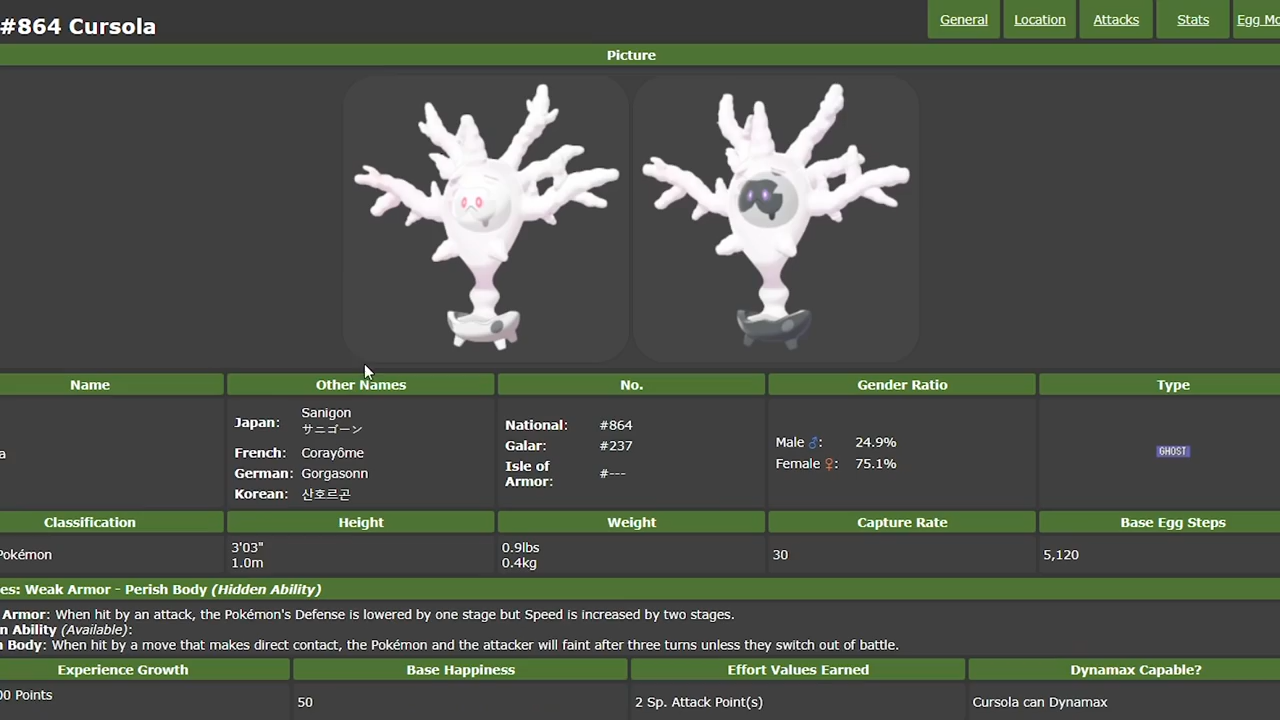 #864 Cursola
General Location Attacks Stats Egg Mo
Picture
Name Other Names No. Gender Ratio Type
a
Japan: Sanigon
サニゴーン
French: Corayôme
German: Gorgasonn
Korean: 산호르곤
National: #864
Galar: #237
Isle of
Armor: #---
Male ♂: 24.9%
Female ♀: 75.1%
GHOST
Classification Height Weight Capture Rate Base Egg Steps
Pokémon
3'03"
1.0m
0.9lbs
0.4kg
30
5,120
es: Weak Armor - Perish Body (Hidden Ability)
Armor: When hit by an attack, the Pokémon's Defense is lowered by one stage but Speed is increased by two stages.
n Ability (Available):
n Body: When hit by a move that makes direct contact, the Pokémon and the attacker will faint after three turns unless they switch out of battle.
Experience Growth Base Happiness Effort Values Earned Dynamax Capable?
00 Points
50
2 Sp. Attack Point(s)
Cursola can Dynamax